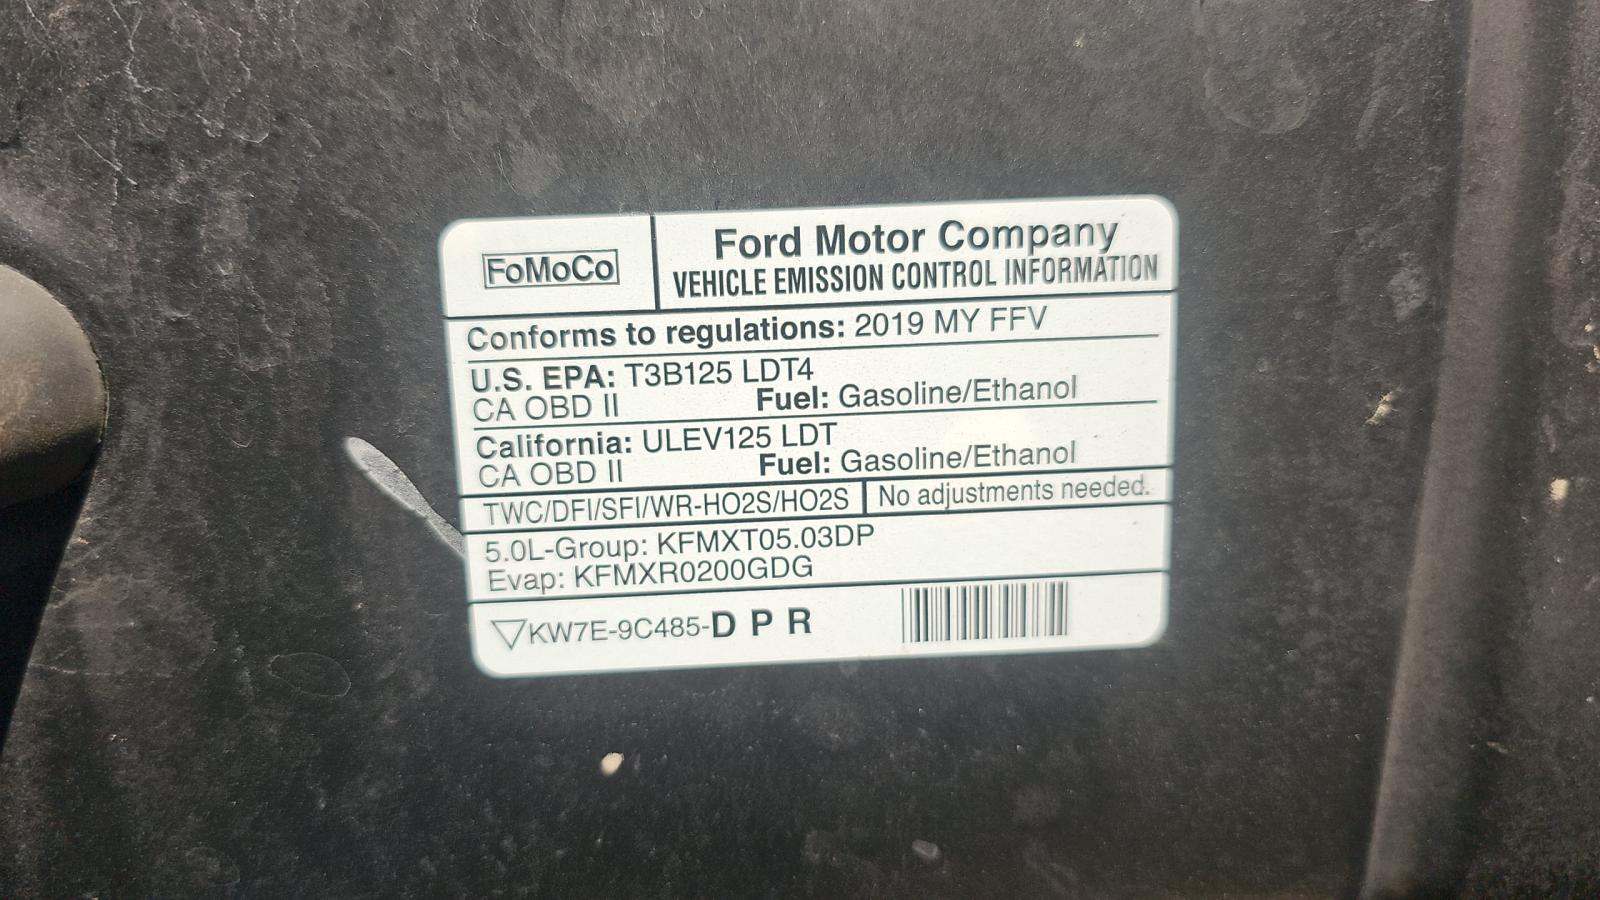 FoMoCo
Ford Motor Company
VEHICLE EMISSION CONTROL INFORMATION
Conforms to regulations: 2019 MY FFV
U.S. EPA: T3B125 LDT4
CA OBD II Fuel: Gasoline/Ethanol
California: ULEV125 LDT
CA OBD II Fuel: Gasoline/Ethanol
TWC/DFI/SFI/WR-HO2S/HO2S No adjustments needed.
5.0L-Group: KFMXT05.03DP
Evap: KFMXR0200GDG
KW7E-9C485-D P R